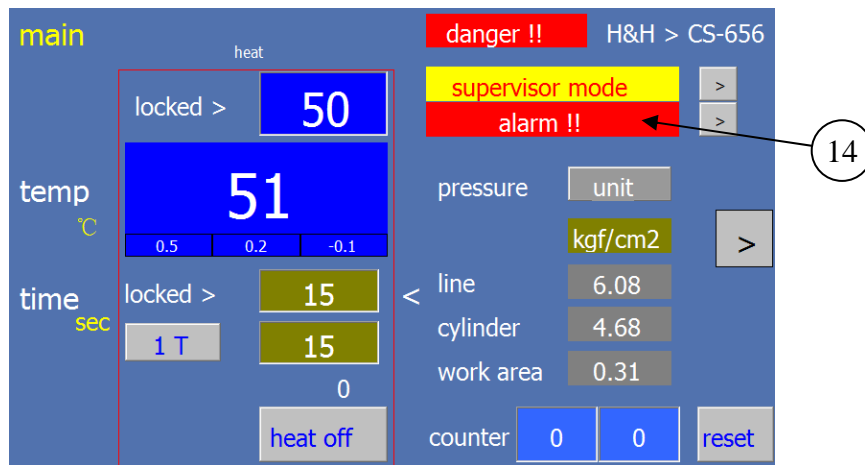 main
danger !!
H&H > CS-656
heat
locked >
50
supervisor mode
>
alarm !!
>
14
temp
℃
51
0.5
0.2
-0.1
pressure
unit
kgf/cm2
>
time
sec
locked >
15
<
line
6.08
1 T
15
cylinder
4.68
0
work area
0.31
heat off
counter
0
0
reset